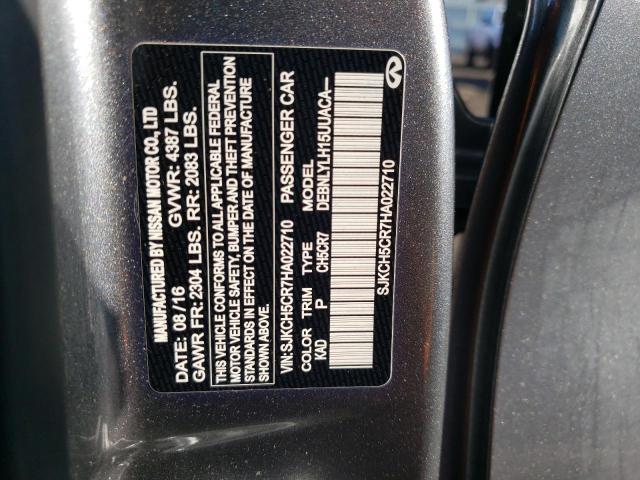 MANUFACTURED BY NISSAN MOTOR CO., LTD
DATE: 08/16 GVWR: 4387 LBS.
GAWR FR: 2304 LBS. RR: 2083 LBS.
THIS VEHICLE CONFORMS TO ALL APPLICABLE FEDERAL
MOTOR VEHICLE SAFETY, BUMPER AND THEFT PREVENTION
STANDARDS IN EFFECT ON THE DATE OF MANUFACTURE
SHOWN ABOVE.
VIN: SJKCH5CR7HA022710 PASSENGER CAR
COLOR TRIM TYPE MODEL
KAD P CH5CR7 DEBNLYLH15UUACA—
SJKCH5CR7HA022710